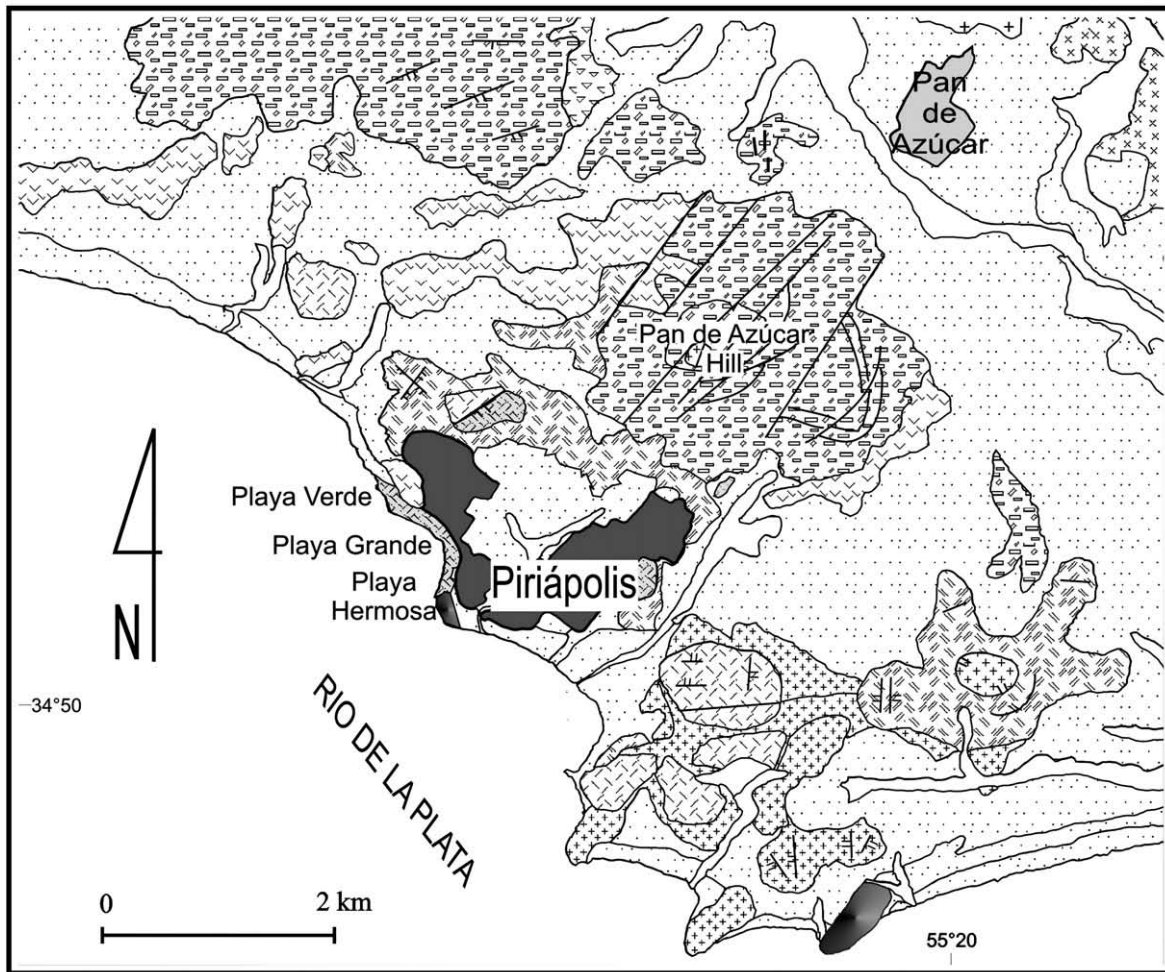 Pan
de
Azúcar
Pan de Azúcar
Hill
Playa Verde
Playa Grande
Playa
Hermosa
Piriápolis
N
34°50
RIO DE LA PLATA
0 2 km
55°20